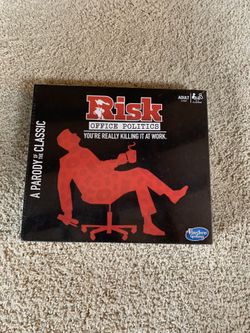 Risk
OFFICE POLITICS
YOU'RE REALLY KILLING IT AT WORK.
ADULT
A PARODY OF THE CLASSIC
Hasbro
Gaming